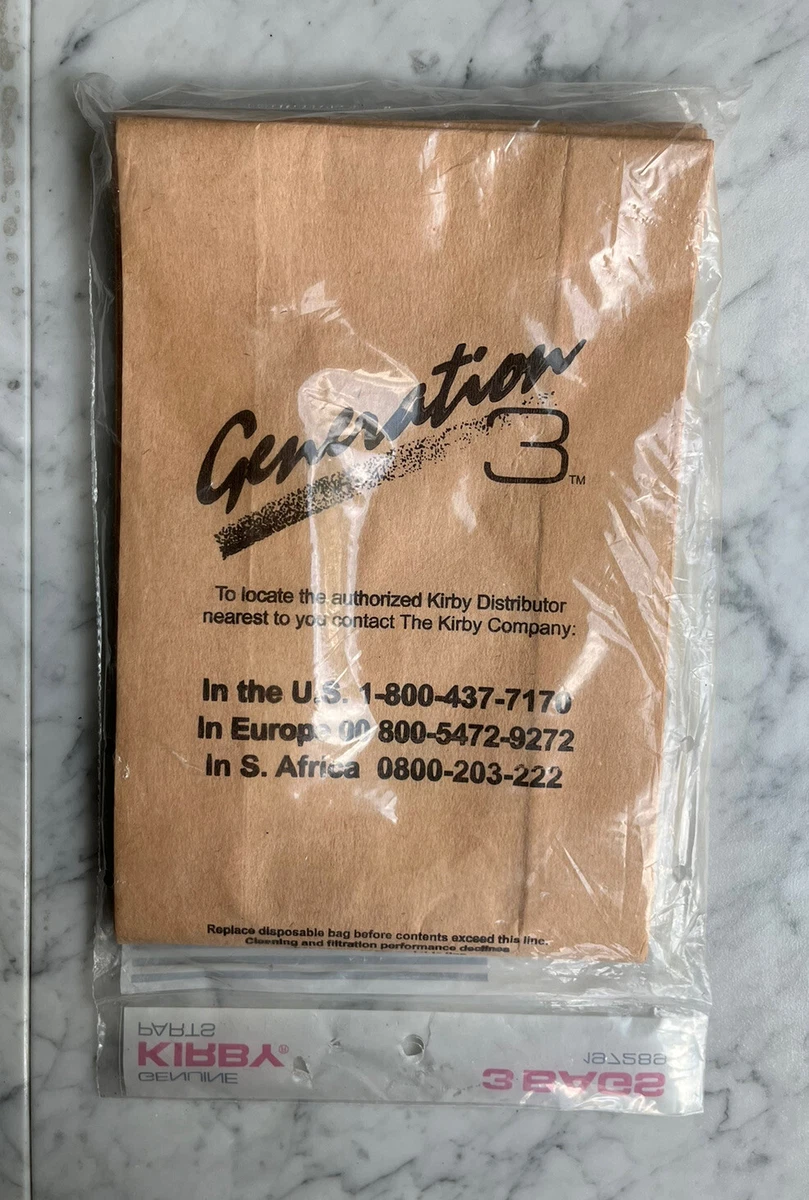 Generation
3™
To locate the authorized Kirby Distributor
nearest to you contact The Kirby Company:
In the U.S. 1-800-437-7170
In Europe 00 800-5472-9272
In S. Africa 0800-203-222
Replace disposable bag before contents exceed this line.
Cleaning and filtration performance declines
PARTS
KIRBY®
GENUINE
197289
3 BAGS